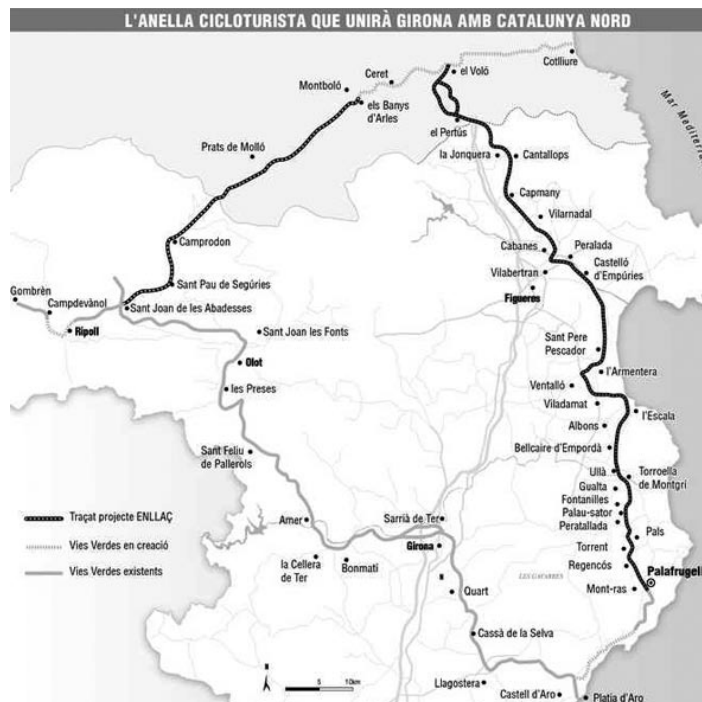 L'ANELLA CICLOTURISTA QUE UNIRÀ GIRONA AMB CATALUNYA NORD
Cotlliure
el Voló
Ceret
Montboló
els Banys
d'Arles
Mar Mediterrà
el Pertús
Prats de Molló
la Jonquera
Cantallops
Capmany
Vilarnadal
Camprodon
Cabanes
Peralada
Vilabertran
Castelló
d'Empúries
Sant Pau de Segúries
Figueres
Gombrèn
Campdevànol
Sant Joan de les Abadesses
Ripoll
Sant Joan les Fonts
Sant Pere
Pescador
Olot
l'Armentera
les Preses
Ventalló
Viladamat
l'Escala
Albons
Sant Feliu
de Pallerols
Bellcaire d'Empordà
Ullà
Torroella
de Montgrí
Gualta
Fontanilles
Palau-sator
Peratallada
Traçat projecte ENLLAÇ
Amer
Sarrià de Ter
Pals
Vies Verdes en creació
Girona
Torrent
la Cellera
de Ter
Bonmatí
Regencós
Palafrugell
Vies Verdes existents
LES GAVARRES
Mont-ras
Quart
Cassà de la Selva
Llagostera
Castell d'Aro
Platja d'Aro
5
10km